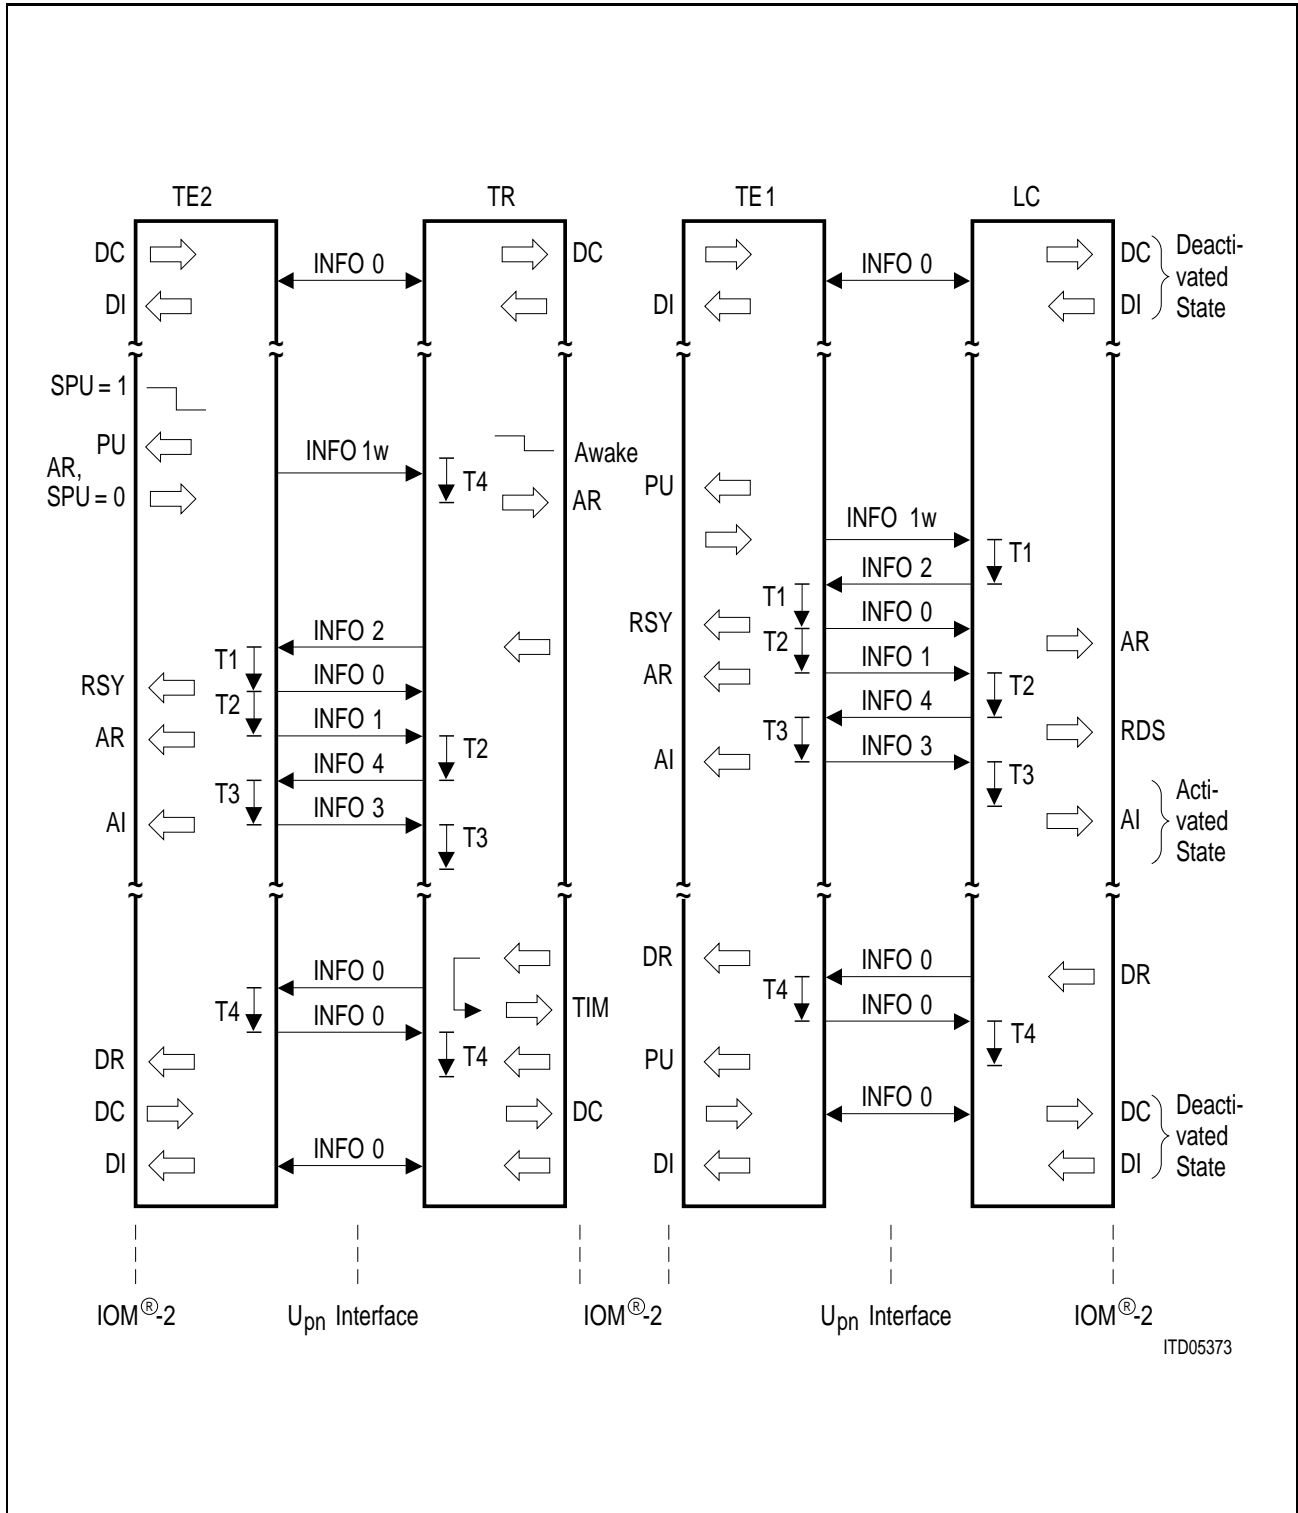 TE2 TR TE1 LC
DC INFO 0 DC INFO 0 DC Deacti-
vated
DI DI DI State
SPU = 1
PU INFO 1w Awake
AR, T4 PU
SPU = 0 AR
INFO 1w
T1
INFO 2
T1
RSY INFO 0
INFO 2 T2 AR
T1 AR INFO 1
RSY INFO 0 T2
T2 INFO 4
AR INFO 1 T3 RDS
T2 AI INFO 3
INFO 4 T3
T3 Acti-
AI INFO 3 AI vated
T3 State
DR INFO 0 DR
INFO 0 T4
T4 TIM INFO 0
INFO 0 T4
DR T4 PU
DC DC INFO 0 DC Deacti-
vated
DI INFO 0 DI DI State
IOM®-2 Upn Interface IOM®-2 Upn Interface IOM®-2
ITD05373